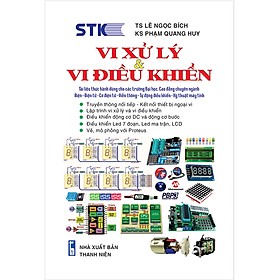 STK
TS LÊ NGỌC BÍCH
KS PHẠM QUANG HUY
VI XỬ LÝ
&
VI ĐIỀU KHIỂN
Tài liệu thực hành dùng cho các trường Đại học, Cao đẳng chuyên ngành
Điện - Điện tử - Cơ điện tử - Viễn thông - Tự động điều khiển - Kỹ thuật máy tính
• Truyền thông nối tiếp - Kết nối thiết bị ngoại vi
• Lập trình vi xử lý và vi điều khiển
• Điều khiển động cơ DC và động cơ bước
• Điều khiển Led 7 đoạn, Led ma trận, LCD
• Vẽ, mô phỏng với Proteus
NHÀ XUẤT BẢN
THANH NIÊN